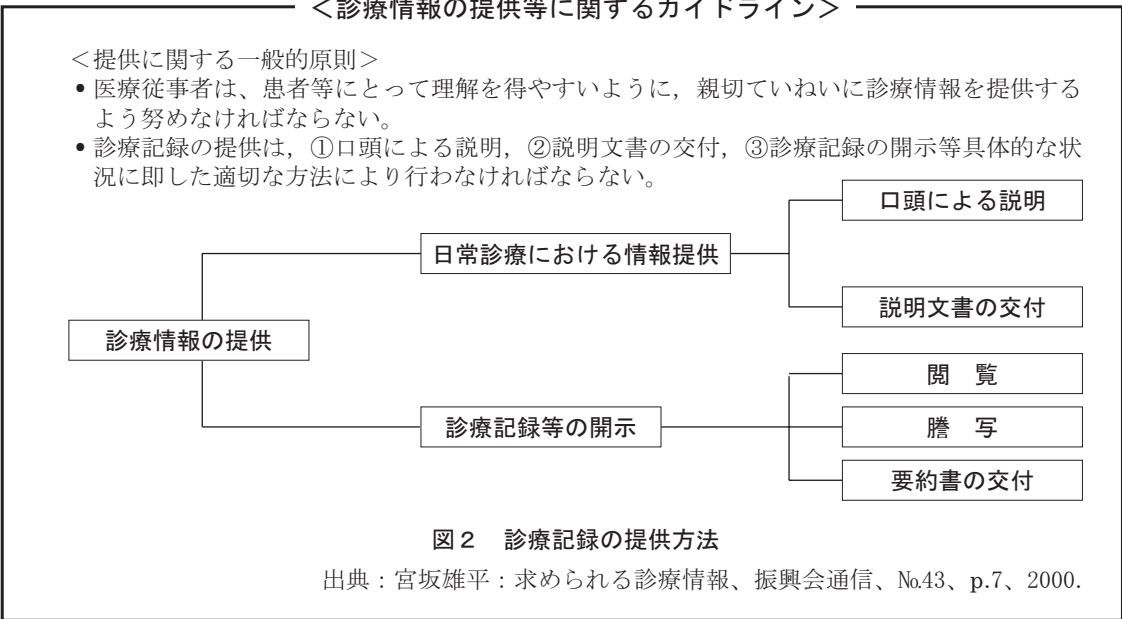 ＜診療情報の提供等に関するガイドライン＞
＜提供に関する一般的原則＞
• 医療従事者は、患者等にとって理解を得やすいように，親切ていねいに診療情報を提供する
よう努めなければならない。
• 診療記録の提供は，①口頭による説明，②説明文書の交付，③診療記録の開示等具体的な状
況に即した適切な方法により行わなければならない。
口頭による説明
日常診療における情報提供
説明文書の交付
診療情報の提供
閲　覧
診療記録等の開示
謄　写
要約書の交付
図２　診療記録の提供方法
出典：宮坂雄平：求められる診療情報、振興会通信、№43、p.7、2000.